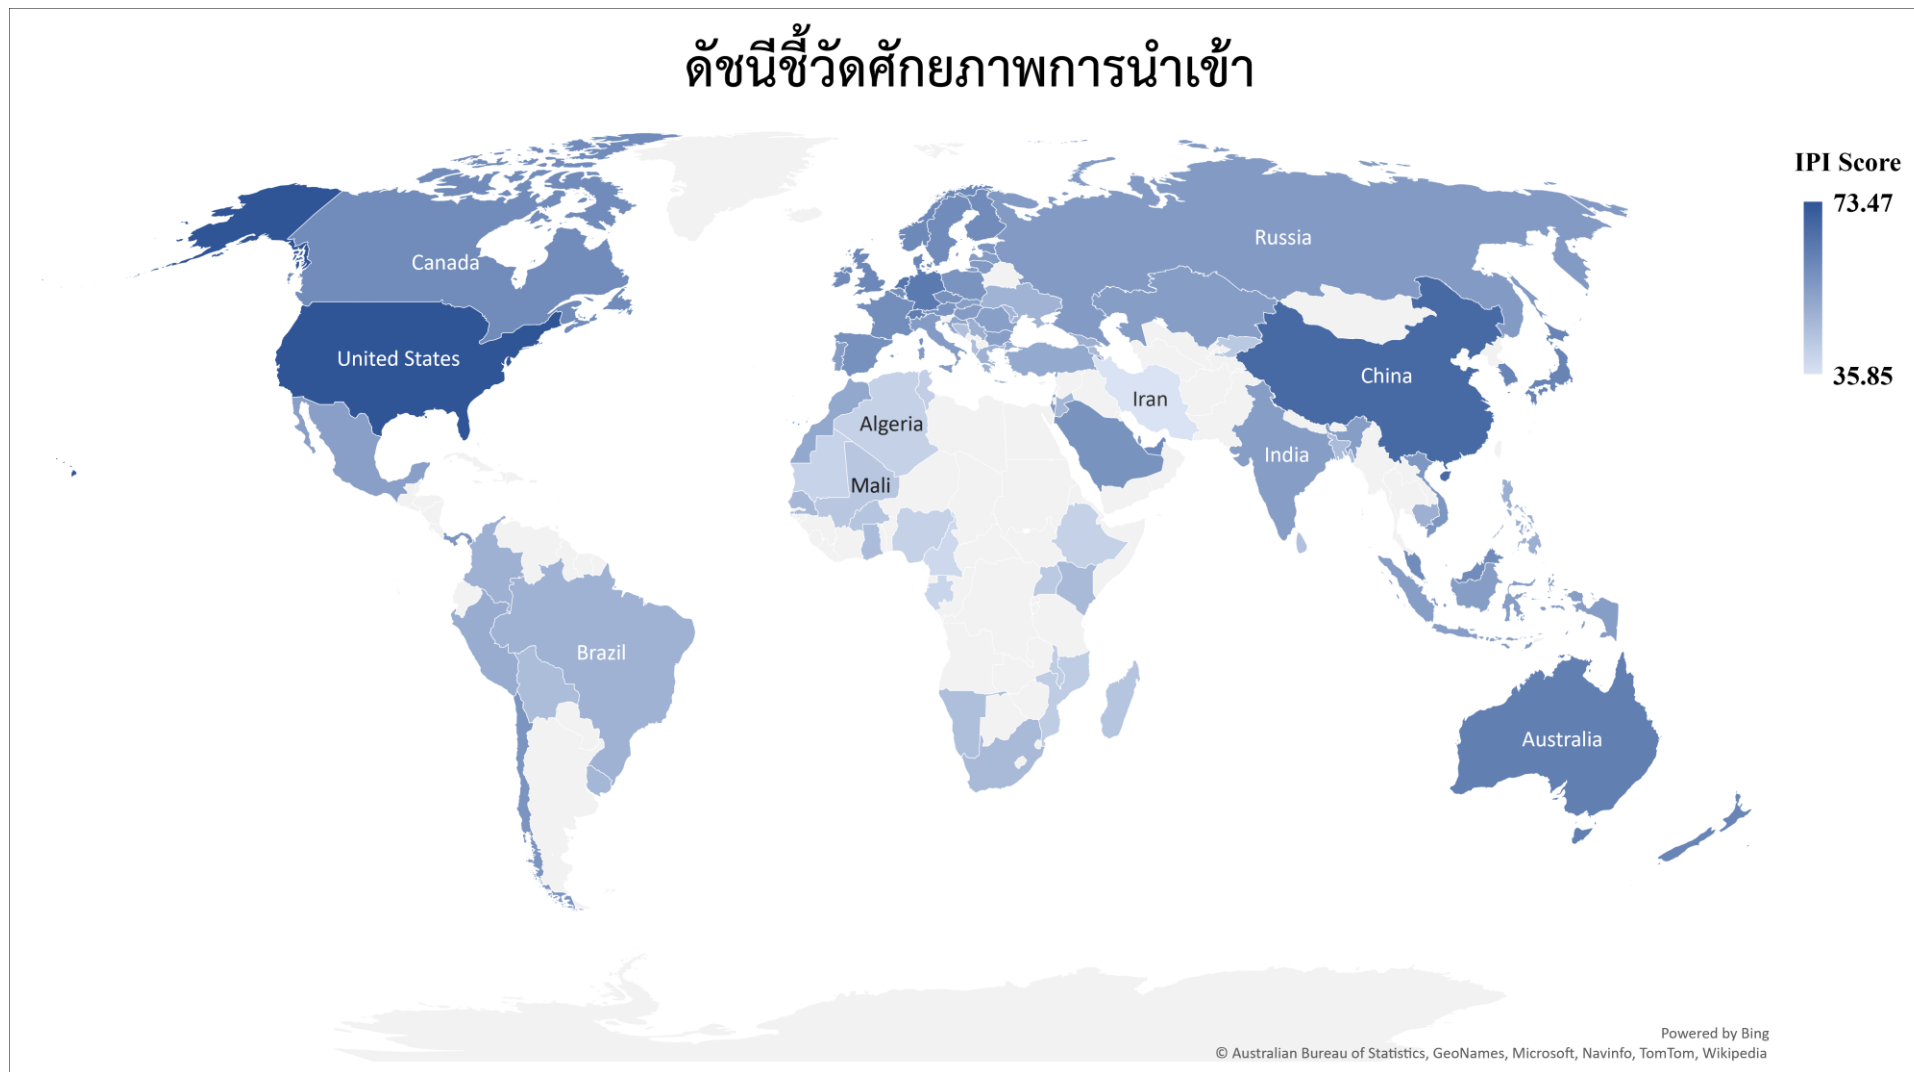 ดัชนีชี้วัดศักยภาพการนำเข้า
IPI Score
73.47
35.85
Canada
Russia
United States
China
Iran
Algeria
India
Mali
Brazil
Australia
Powered by Bing
© Australian Bureau of Statistics, GeoNames, Microsoft, Navinfo, TomTom, Wikipedia